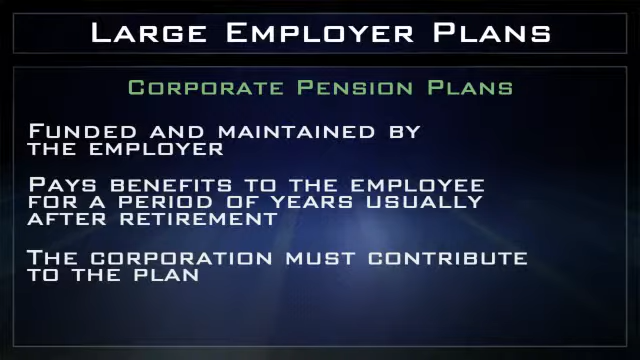 Large Employer Plans
Corporate Pension Plans
Funded and maintained by
the employer
Pays benefits to the employee
for a period of years usually
after retirement
The corporation must contribute
to the plan